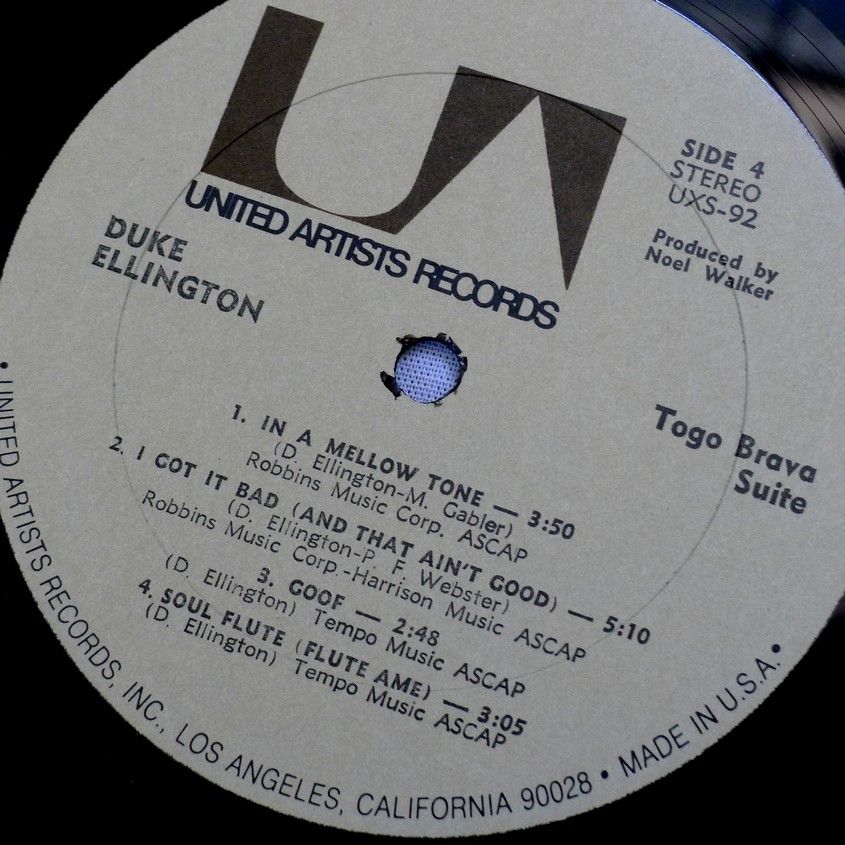 UA
UNITED ARTISTS RECORDS
SIDE 4
STEREO
UXS-92
Produced by
Noel Walker
DUKE
ELLINGTON
Togo Brava
Suite
1. IN A MELLOW TONE — 3:50
(D. Ellington-M. Gabler)
Robbins Music Corp. ASCAP
2. I GOT IT BAD (AND THAT AIN'T GOOD) — 5:10
(D. Ellington-P. F. Webster)
Robbins Music Corp.-Harrison Music ASCAP
3. GOOF — 2:48
(D. Ellington) Tempo Music ASCAP
4. SOUL FLUTE (FLUTE AME) — 3:05
(D. Ellington) Tempo Music ASCAP
• UNITED ARTISTS RECORDS, INC., LOS ANGELES, CALIFORNIA 90028 • MADE IN U.S.A. •